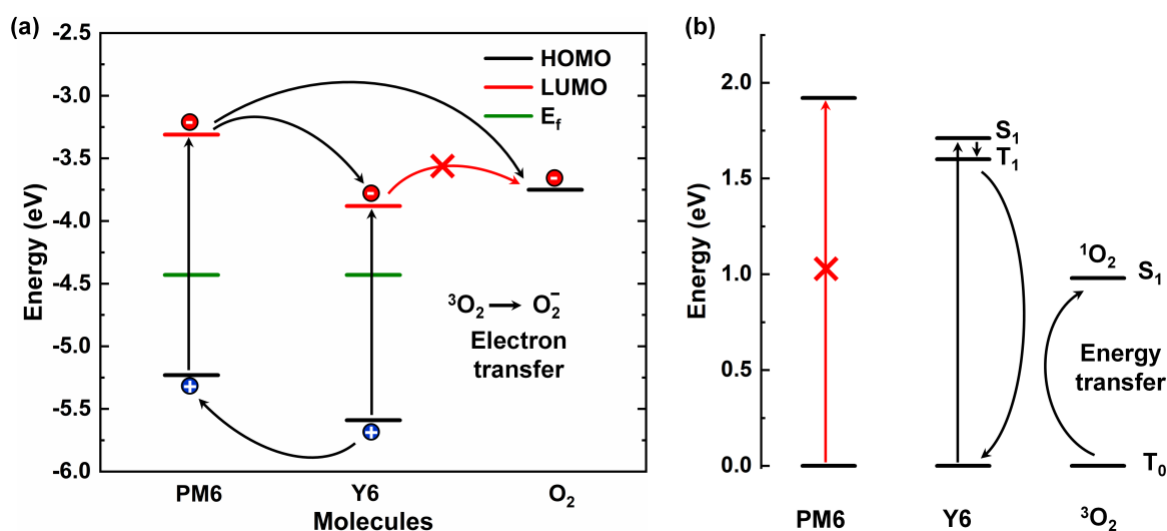 (a)
-2.5
-3.0
-3.5
-4.0
-4.5
-5.0
-5.5
-6.0
Energy (eV)
HOMO
LUMO
E_f
³O₂ → O₂⁻
Electron
transfer
PM6
Y6
O₂
Molecules
(b)
2.0
1.5
1.0
0.5
0.0
Energy (eV)
S₁
T₁
¹O₂
S₁
Energy
transfer
T₀
PM6
Y6
³O₂